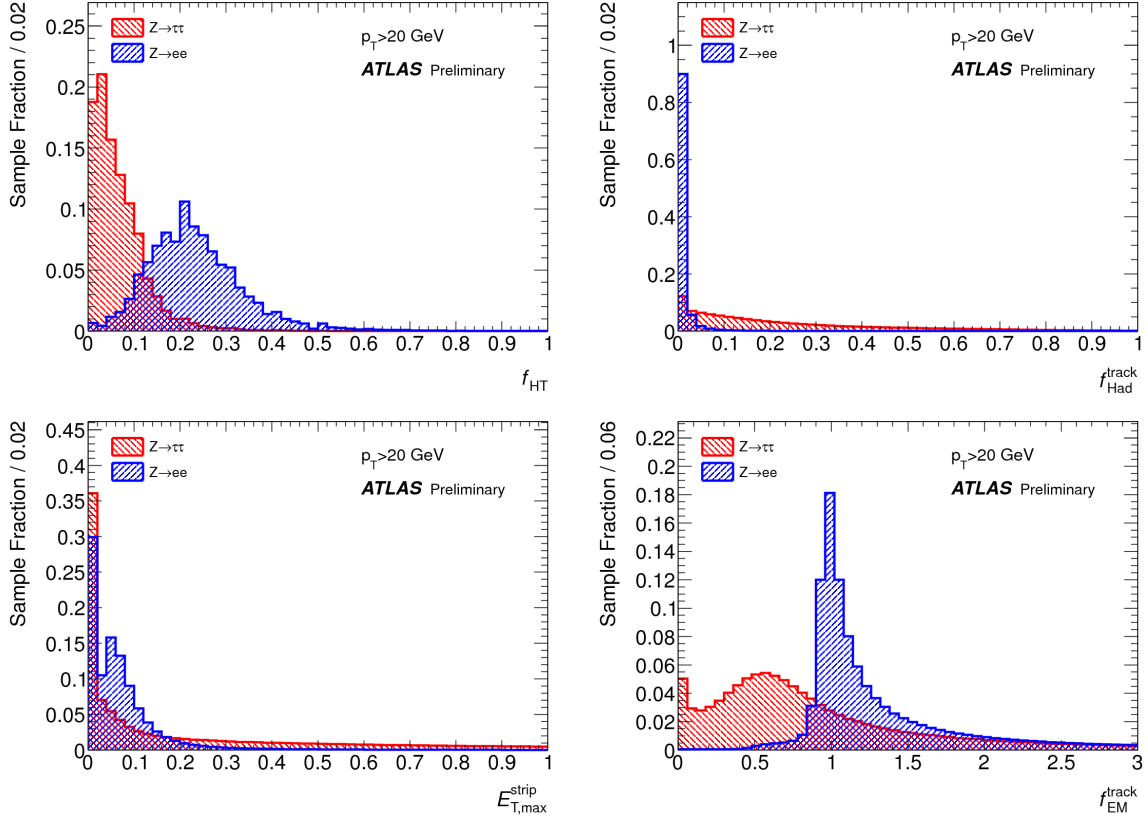 Sample Fraction / 0.02
0.25
0.2
0.15
0.1
0.05
0
Z→ττ
Z→ee
p_T>20 GeV
ATLAS Preliminary
0 0.1 0.2 0.3 0.4 0.5 0.6 0.7 0.8 0.9 1
f_HT
Sample Fraction / 0.02
1
0.8
0.6
0.4
0.2
0
Z→ττ
Z→ee
p_T>20 GeV
ATLAS Preliminary
0 0.1 0.2 0.3 0.4 0.5 0.6 0.7 0.8 0.9 1
f_Had^track
Sample Fraction / 0.02
0.45
0.4
0.35
0.3
0.25
0.2
0.15
0.1
0.05
0
Z→ττ
Z→ee
p_T>20 GeV
ATLAS Preliminary
0 0.1 0.2 0.3 0.4 0.5 0.6 0.7 0.8 0.9 1
E_T,max^strip
Sample Fraction / 0.06
0.22
0.2
0.18
0.16
0.14
0.12
0.1
0.08
0.06
0.04
0.02
0
Z→ττ
Z→ee
p_T>20 GeV
ATLAS Preliminary
0 0.5 1 1.5 2 2.5 3
f_EM^track